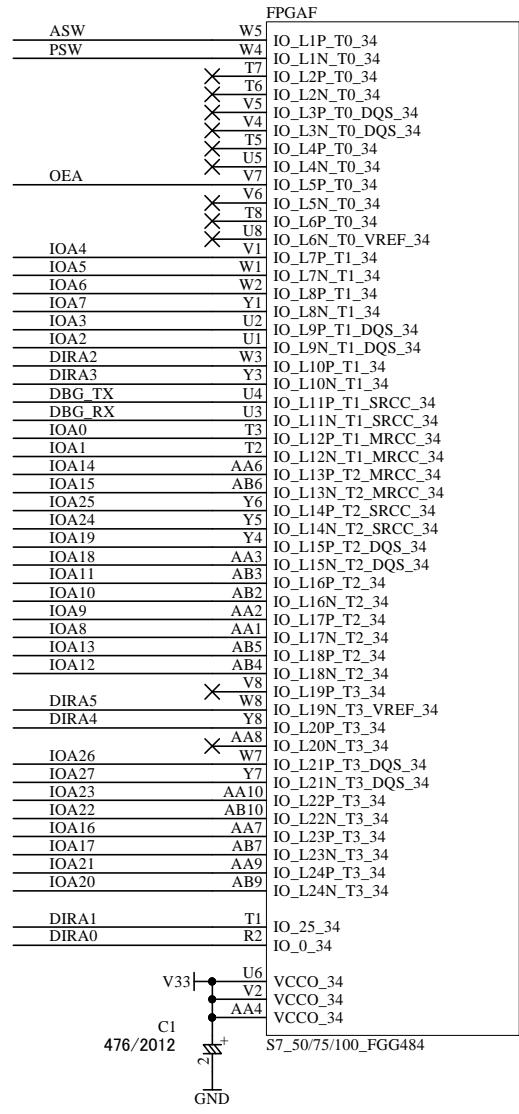 FPGAF
ASW W5 IO_L1P_T0_34
PSW W4 IO_L1N_T0_34
T7 IO_L2P_T0_34
T6 IO_L2N_T0_34
V5 IO_L3P_T0_DQS_34
V4 IO_L3N_T0_DQS_34
T5 IO_L4P_T0_34
U5 IO_L4N_T0_34
OEA V7 IO_L5P_T0_34
V6 IO_L5N_T0_34
T8 IO_L6P_T0_34
U8 IO_L6N_T0_VREF_34
IOA4 V1 IO_L7P_T1_34
IOA5 W1 IO_L7N_T1_34
IOA6 W2 IO_L8P_T1_34
IOA7 Y1 IO_L8N_T1_34
IOA3 U2 IO_L9P_T1_DQS_34
IOA2 U1 IO_L9N_T1_DQS_34
DIRA2 W3 IO_L10P_T1_34
DIRA3 Y3 IO_L10N_T1_34
DBG_TX U4 IO_L11P_T1_SRCC_34
DBG_RX U3 IO_L11N_T1_SRCC_34
IOA0 T3 IO_L12P_T1_MRCC_34
IOA1 T2 IO_L12N_T1_MRCC_34
IOA14 AA6 IO_L13P_T2_MRCC_34
IOA15 AB6 IO_L13N_T2_MRCC_34
IOA25 Y6 IO_L14P_T2_SRCC_34
IOA24 Y5 IO_L14N_T2_SRCC_34
IOA19 Y4 IO_L15P_T2_DQS_34
IOA18 AA3 IO_L15N_T2_DQS_34
IOA11 AB3 IO_L16P_T2_34
IOA10 AB2 IO_L16N_T2_34
IOA9 AA2 IO_L17P_T2_34
IOA8 AA1 IO_L17N_T2_34
IOA13 AB5 IO_L18P_T2_34
IOA12 AB4 IO_L18N_T2_34
V8 IO_L19P_T3_34
DIRA5 W8 IO_L19N_T3_VREF_34
DIRA4 Y8 IO_L20P_T3_34
AA8 IO_L20N_T3_34
IOA26 W7 IO_L21P_T3_DQS_34
IOA27 Y7 IO_L21N_T3_DQS_34
IOA23 AA10 IO_L22P_T3_34
IOA22 AB10 IO_L22N_T3_34
IOA16 AA7 IO_L23P_T3_34
IOA17 AB7 IO_L23N_T3_34
IOA21 AA9 IO_L24P_T3_34
IOA20 AB9 IO_L24N_T3_34
DIRA1 T1 IO_25_34
DIRA0 R2 IO_0_34
V33 U6 VCCO_34
V2 VCCO_34
AA4 VCCO_34
C1
476/2012 2 + S7_50/75/100_FGG484
GND